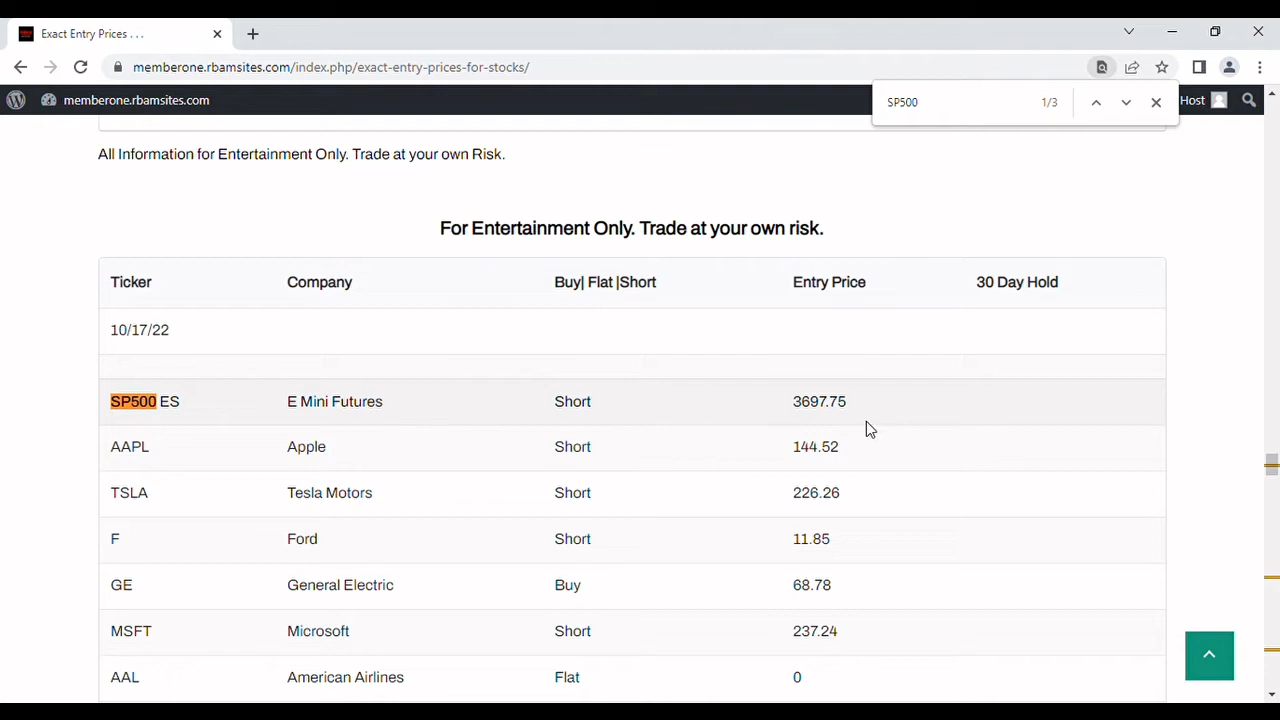 Exact Entry Prices . . .
memberone.rbamsites.com/index.php/exact-entry-prices-for-stocks/
memberone.rbamsites.com
SP500 1/3
Host
All Information for Entertainment Only. Trade at your own Risk.
For Entertainment Only. Trade at your own risk.
Ticker Company Buy| Flat |Short Entry Price 30 Day Hold
10/17/22
SP500 ES E Mini Futures Short 3697.75
AAPL Apple Short 144.52
TSLA Tesla Motors Short 226.26
F Ford Short 11.85
GE General Electric Buy 68.78
MSFT Microsoft Short 237.24
AAL American Airlines Flat 0